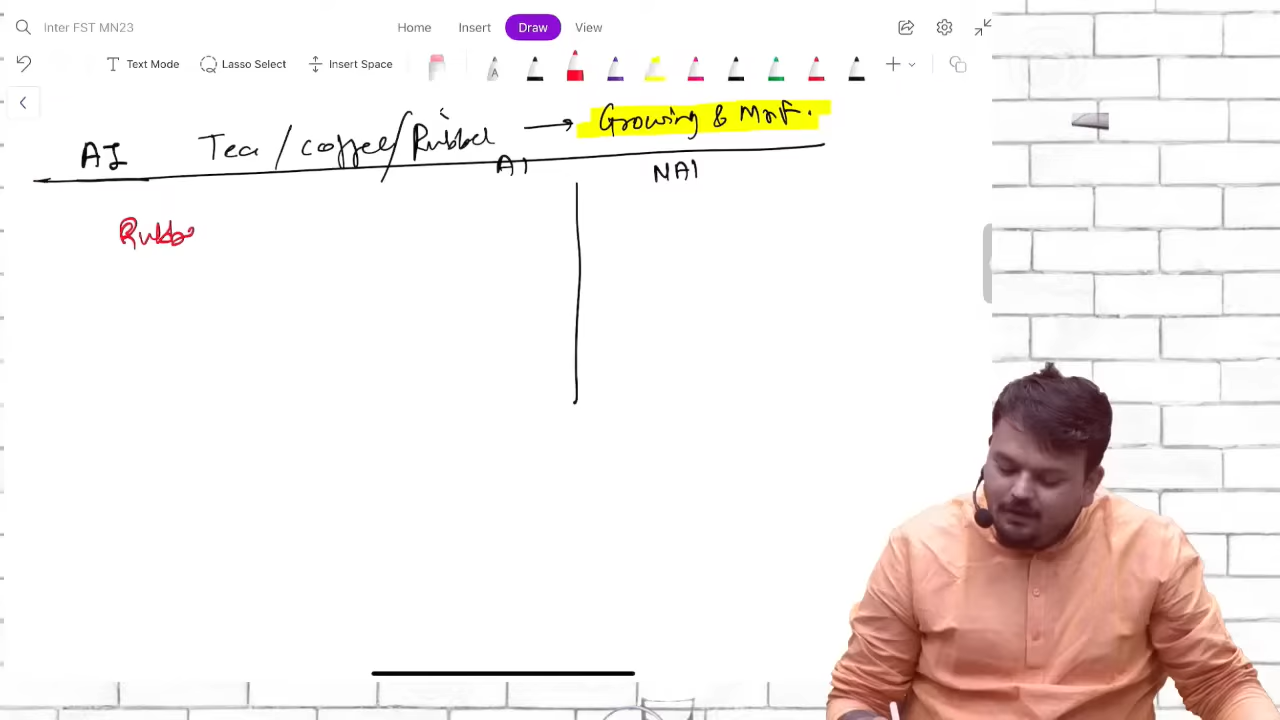 Inter FST MN23
Home Insert Draw View
Text Mode Lasso Select Insert Space
A
AI Tea / coffee / Rubber → Growing & Mnf.
AI NAI
Rubbe